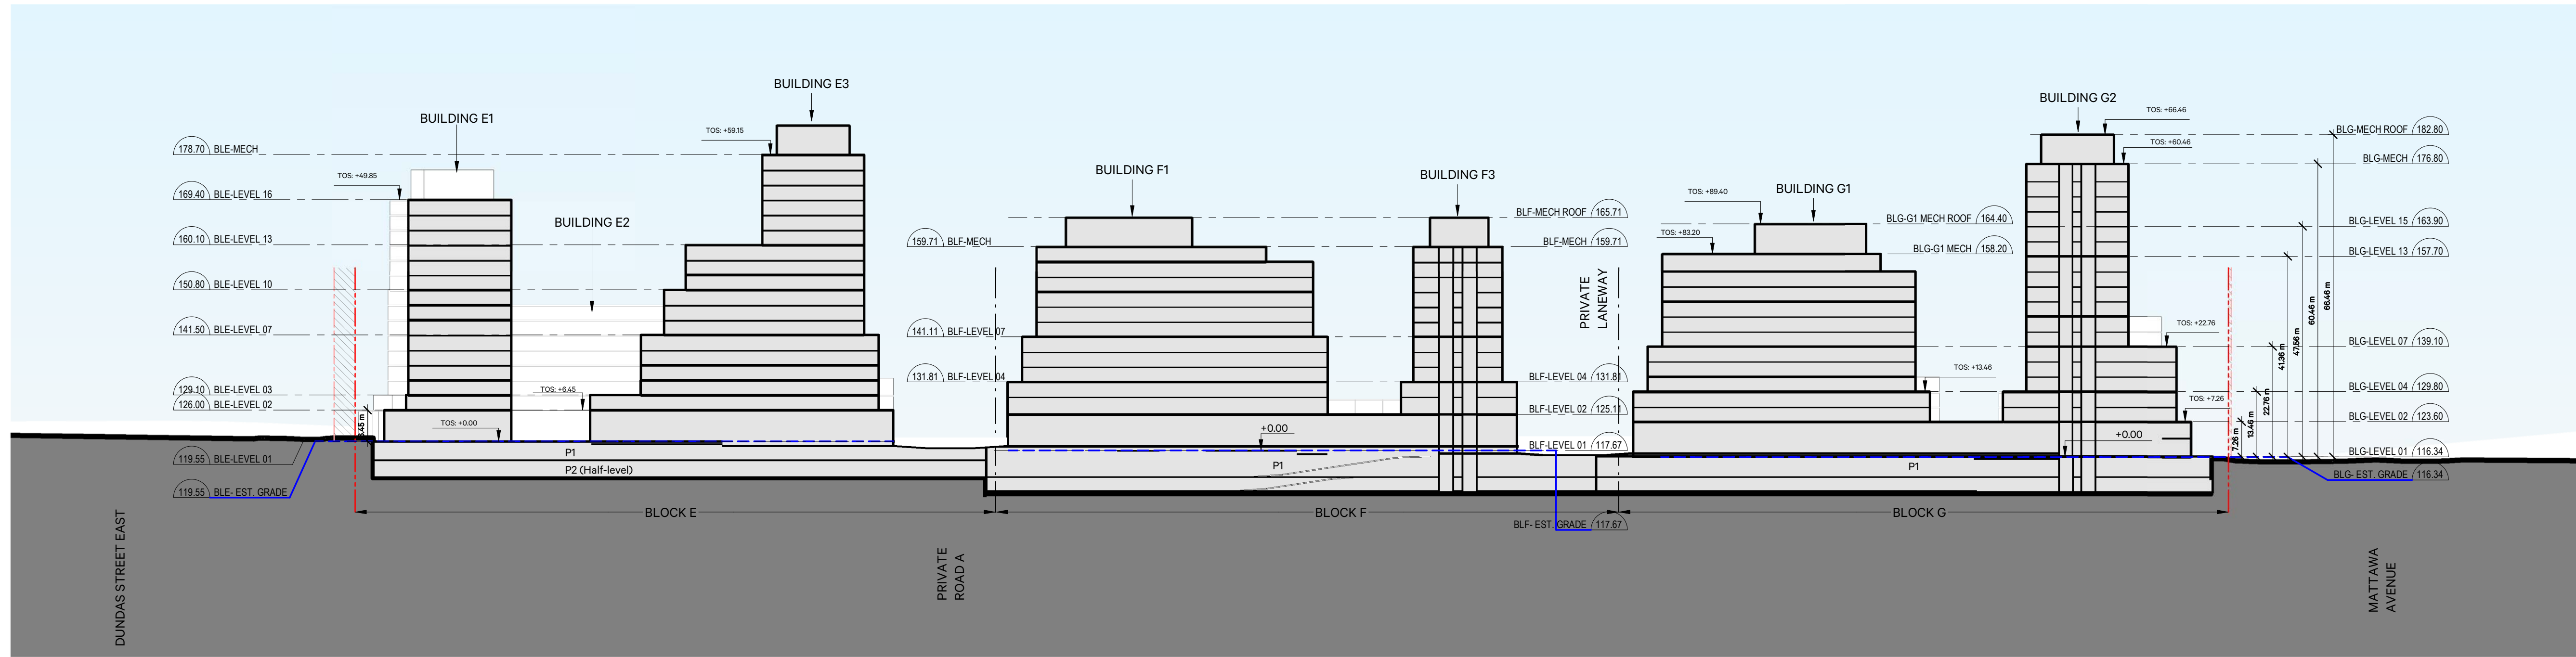 BUILDING E1
BUILDING E2
BUILDING E3
BUILDING F1
BUILDING F3
BUILDING G1
BUILDING G2
178.70 BLE-MECH
169.40 BLE-LEVEL 16
160.10 BLE-LEVEL 13
150.80 BLE-LEVEL 10
141.50 BLE-LEVEL 07
129.10 BLE-LEVEL 03
126.00 BLE-LEVEL 02
119.55 BLE-LEVEL 01
119.55 BLE- EST. GRADE
TOS: +49.85
TOS: +59.15
TOS: +6.45
TOS: +0.00
6.45 m
P1
P2 (Half-level)
159.71 BLF-MECH
141.11 BLF-LEVEL 07
131.81 BLF-LEVEL 04
BLF-MECH ROOF 165.71
BLF-MECH 159.71
BLF-LEVEL 04 131.81
BLF-LEVEL 02 125.11
BLF-LEVEL 01 117.67
BLF- EST. GRADE 117.67
+0.00
P1
PRIVATE
LANEWAY
TOS: +89.40
TOS: +83.20
BLG-G1 MECH ROOF 164.40
BLG-G1 MECH 158.20
TOS: +13.46
TOS: +66.46
TOS: +60.46
TOS: +22.76
TOS: +7.26
+0.00
P1
7.26 m
13.46 m
22.76 m
41.36 m
47.56 m
60.46 m
66.46 m
BLG-MECH ROOF 182.80
BLG-MECH 176.80
BLG-LEVEL 15 163.90
BLG-LEVEL 13 157.70
BLG-LEVEL 07 139.10
BLG-LEVEL 04 129.80
BLG-LEVEL 02 123.60
BLG-LEVEL 01 116.34
BLG- EST. GRADE 116.34
BLOCK E
BLOCK F
BLOCK G
DUNDAS STREET EAST
PRIVATE
ROAD A
MATTAWA
AVENUE